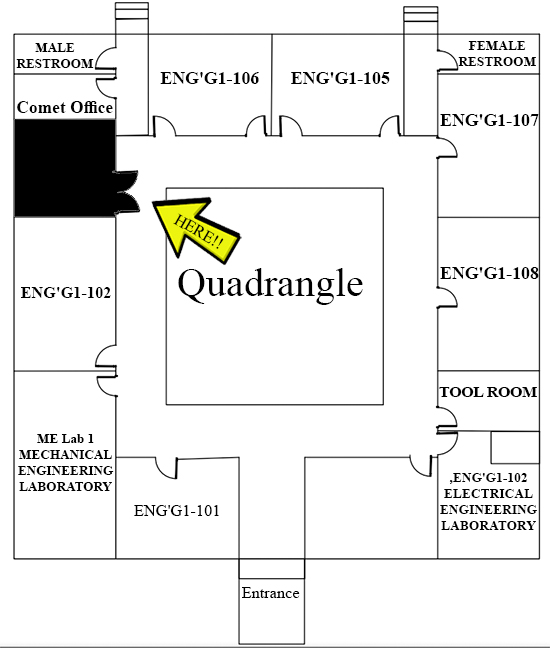 MALE
RESTROOM
FEMALE
RESTROOM
ENG'G1-106
ENG'G1-105
Comet Office
ENG'G1-107
HERE!!
Quadrangle
ENG'G1-102
ENG'G1-108
TOOL ROOM
ME Lab 1
MECHANICAL
ENGINEERING
LABORATORY
ENG'G1-101
,ENG'G1-102
ELECTRICAL
ENGINEERING
LABORATORY
Entrance